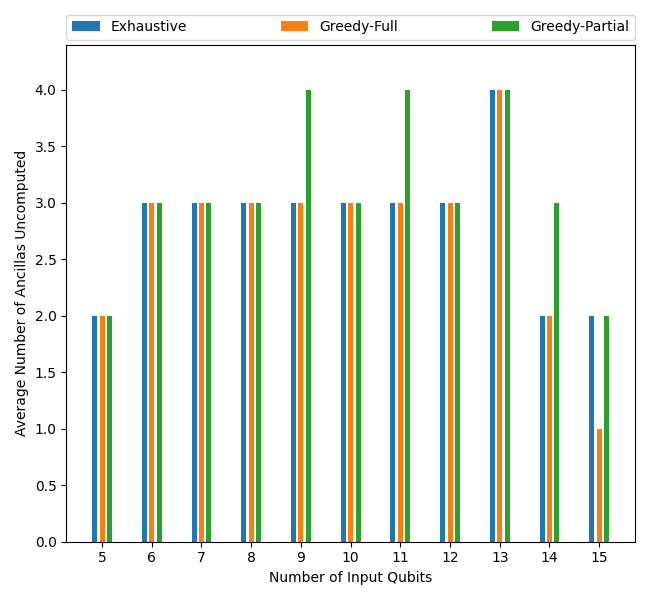 Exhaustive Greedy-Full Greedy-Partial
4.0
3.5
3.0
2.5
2.0
1.5
1.0
0.5
0.0
Average Number of Ancillas Uncomputed
5 6 7 8 9 10 11 12 13 14 15
Number of Input Qubits